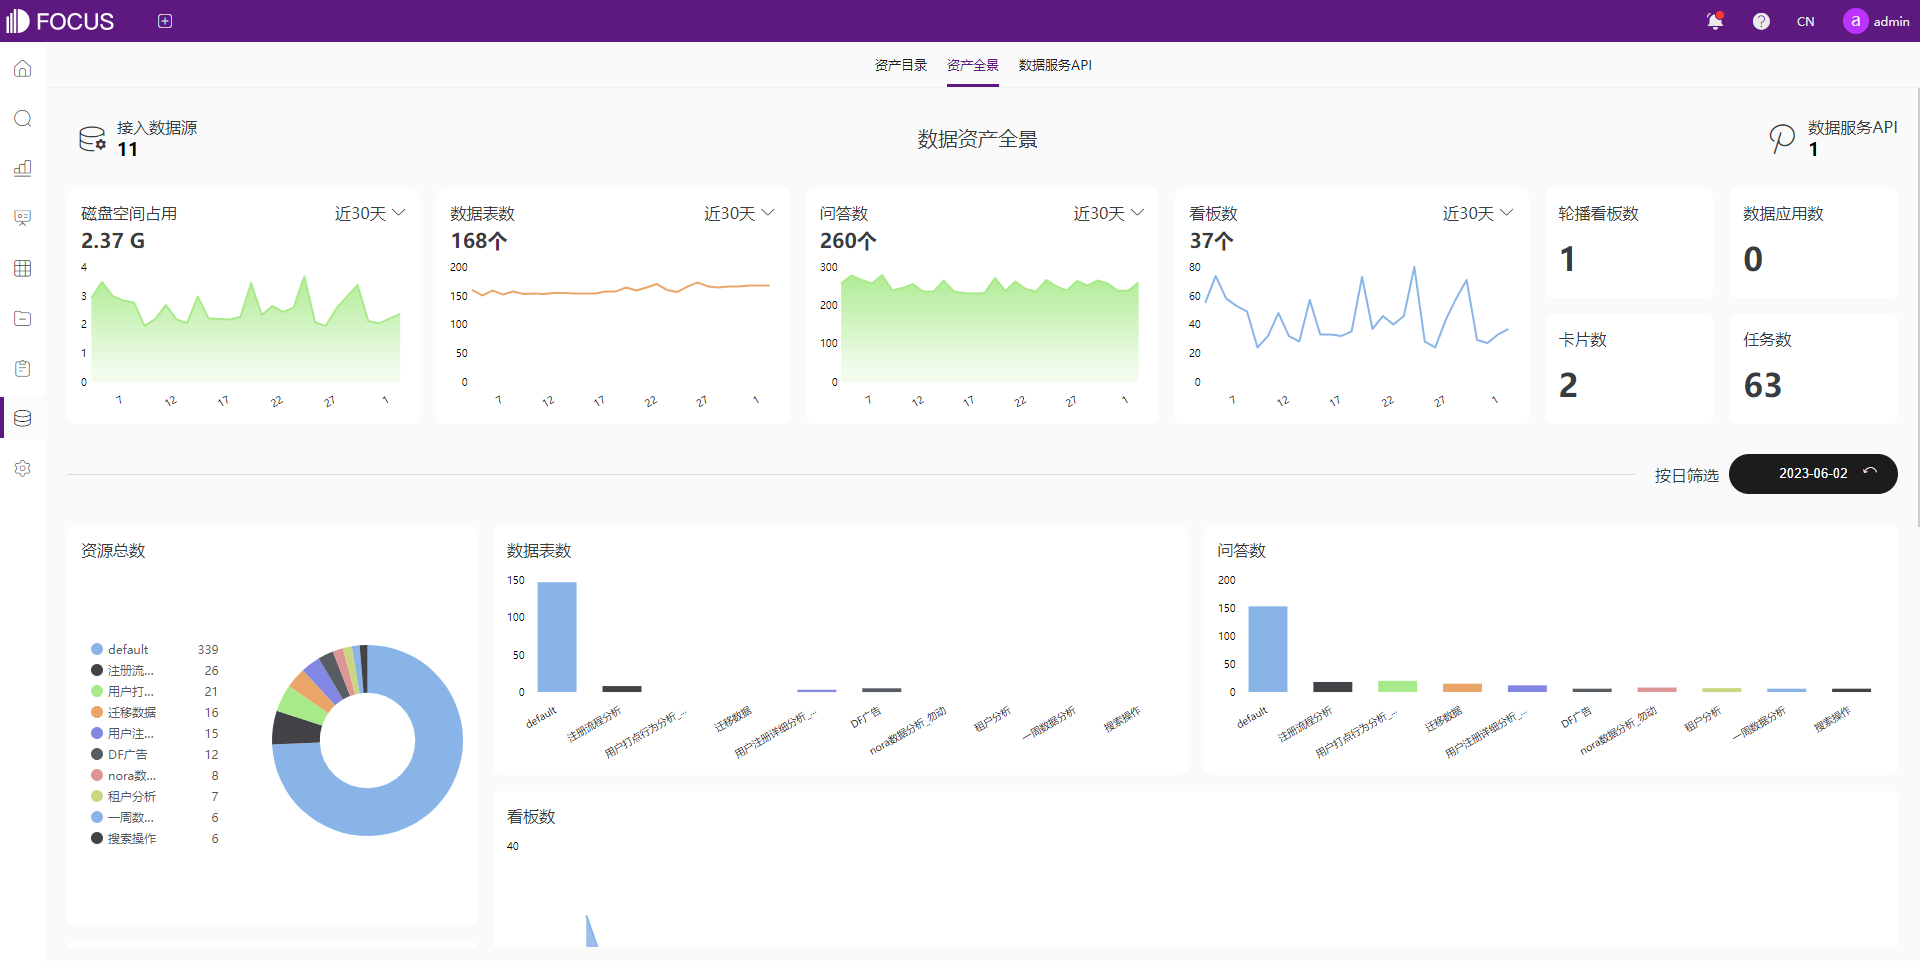 FOCUS
CN
a admin
资产目录 资产全景 数据服务API
接入数据源
11
数据资产全景
数据服务API
1
磁盘空间占用 近30天
2.37 G
4
3
2
1
0
7 12 17 22 27 1
数据表数 近30天
168个
200
150
100
50
0
7 12 17 22 27 1
问答数 近30天
260个
300
200
100
0
7 12 17 22 27 1
看板数 近30天
37个
80
60
40
20
0
7 12 17 22 27 1
轮播看板数
1
数据应用数
0
卡片数
2
任务数
63
按日筛选 2023-06-02
资源总数
default 339
注册流... 26
用户打... 21
迁移数据 16
用户注... 15
DF广告 12
nora数... 8
租户分析 7
一周数... 6
搜索操作 6
数据表数
150
100
50
0
default 注册流程分析 用户打点行为分析_... 迁移数据 用户注册详细分析_... DF广告 nora数据分析_勿动 租户分析 一周数据分析 搜索操作
问答数
200
150
100
50
0
default 注册流程分析 用户打点行为分析_... 迁移数据 用户注册详细分析_... DF广告 nora数据分析_勿动 租户分析 一周数据分析 搜索操作
看板数
40